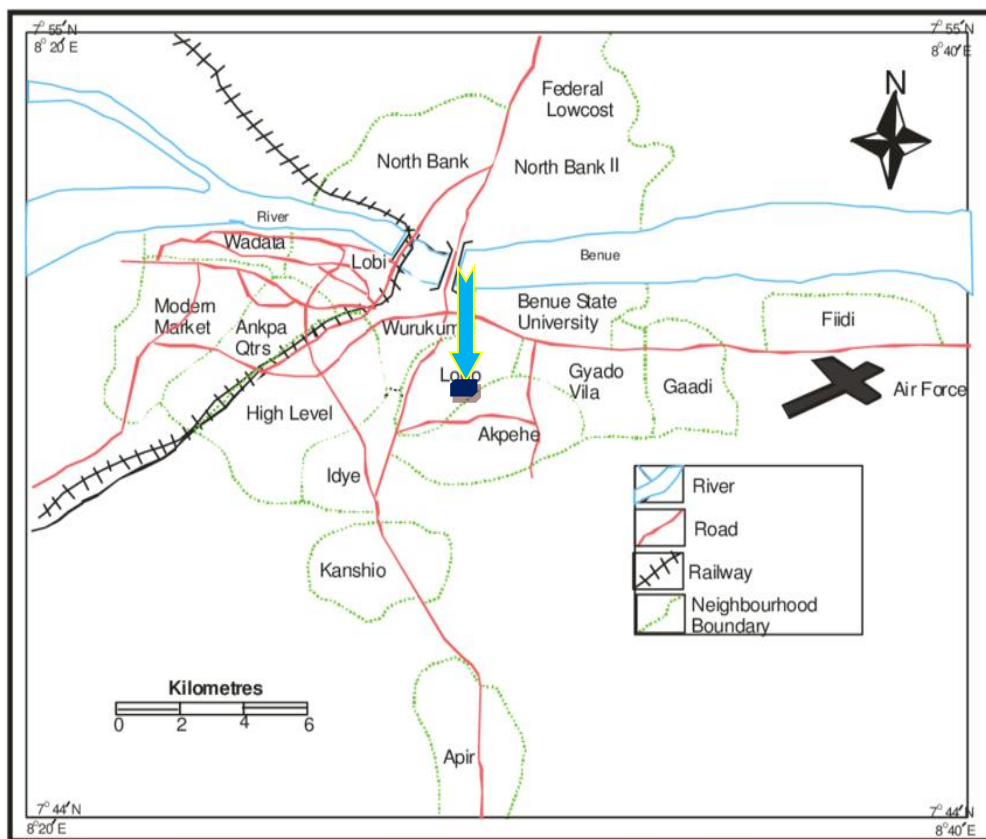 7° 55′ N
8° 20′ E
7° 55′ N
8° 40′ E
N
Federal
Lowcost
North Bank
North Bank II
River
Wadata
Lobi
Benue
Modern
Market
Ankpa
Qtrs
Wurukum
Benue State
University
Fiidi
Gyado
Vila
Gaadi
Air Force
High Level
Akpehe
Idye
River
Road
Railway
Neighbourhood
Boundary
Kanshio
Kilometres
0 2 4 6
Apir
7° 44′ N
8° 20′ E
7° 44′ N
8° 40′ E